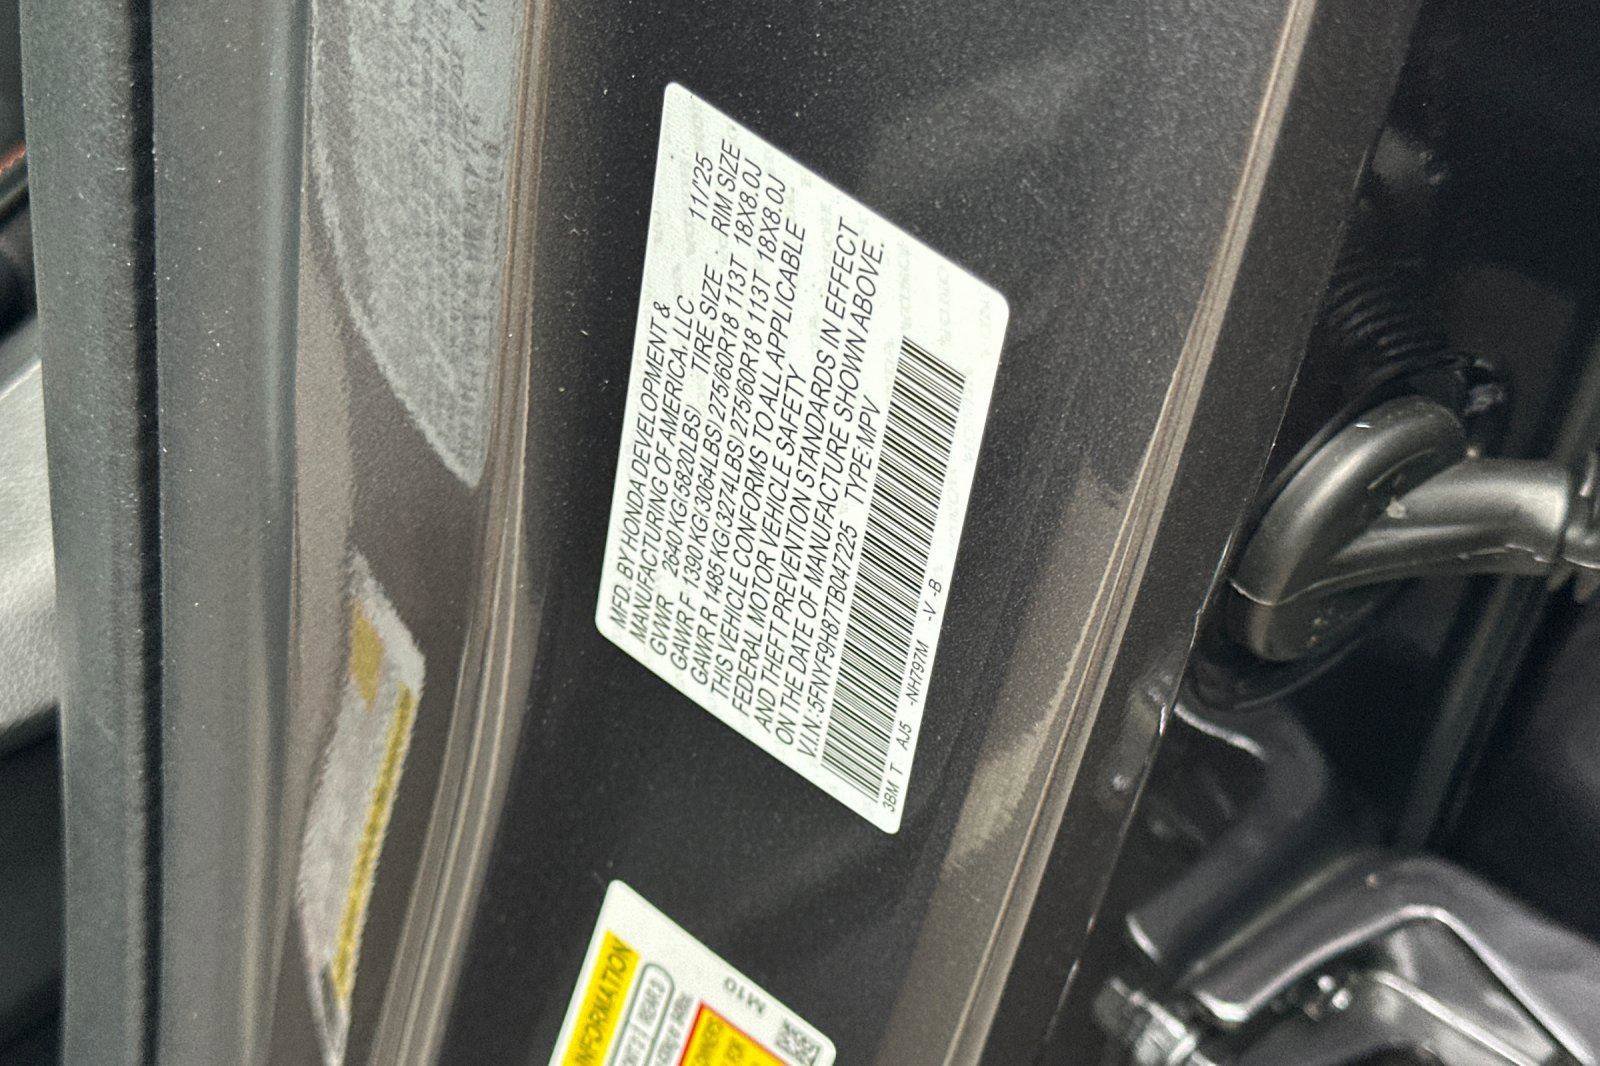 MFD. BY HONDA DEVELOPMENT &
MANUFACTURING OF AMERICA, LLC 11/'25
GVWR 2640 KG(5820LBS) TIRE SIZE RIM SIZE
GAWR F 1390 KG(3064LBS) 275/60R18 113T 18X8.0J
GAWR R 1485 KG(3274LBS) 275/60R18 113T 18X8.0J
THIS VEHICLE CONFORMS TO ALL APPLICABLE
FEDERAL MOTOR VEHICLE SAFETY
AND THEFT PREVENTION STANDARDS IN EFFECT
ON THE DATE OF MANUFACTURE SHOWN ABOVE.
V.I.N.:5FNYF9H87TB047225 TYPE:MPV
3BM T AJ5 -NH797M -V -B
INFORMATION
M10